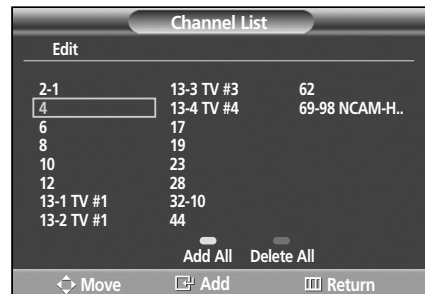 Channel List
Edit
2-1
4
6
8
10
12
13-1 TV #1
13-2 TV #1
13-3 TV #3
13-4 TV #4
17
19
23
28
32-10
44
62
69-98 NCAM-H..
Add All Delete All
Move Add Return